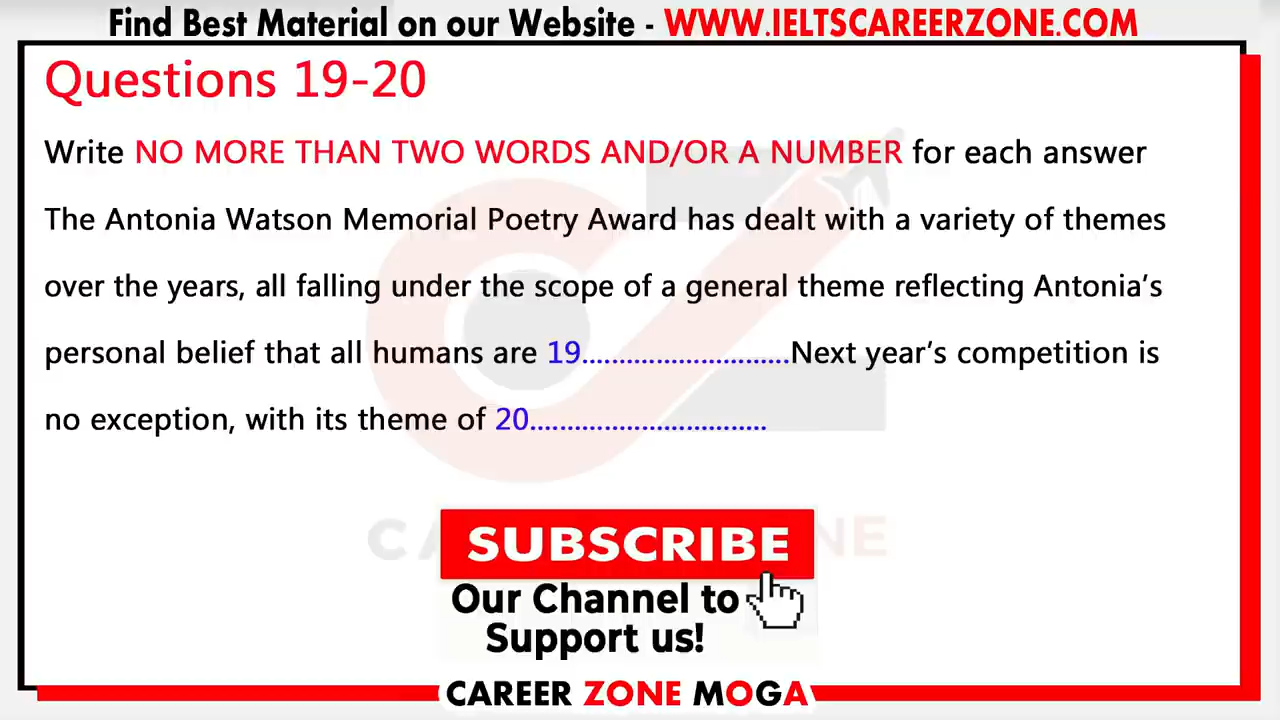 Find Best Material on our Website - WWW.IELTSCAREERZONE.COM
Questions 19-20
Write NO MORE THAN TWO WORDS AND/OR A NUMBER for each answer
The Antonia Watson Memorial Poetry Award has dealt with a variety of themes
over the years, all falling under the scope of a general theme reflecting Antonia’s
personal belief that all humans are 19............................Next year’s competition is
no exception, with its theme of 20................................
SUBSCRIBE
Our Channel to
Support us!
CAREER ZONE MOGA